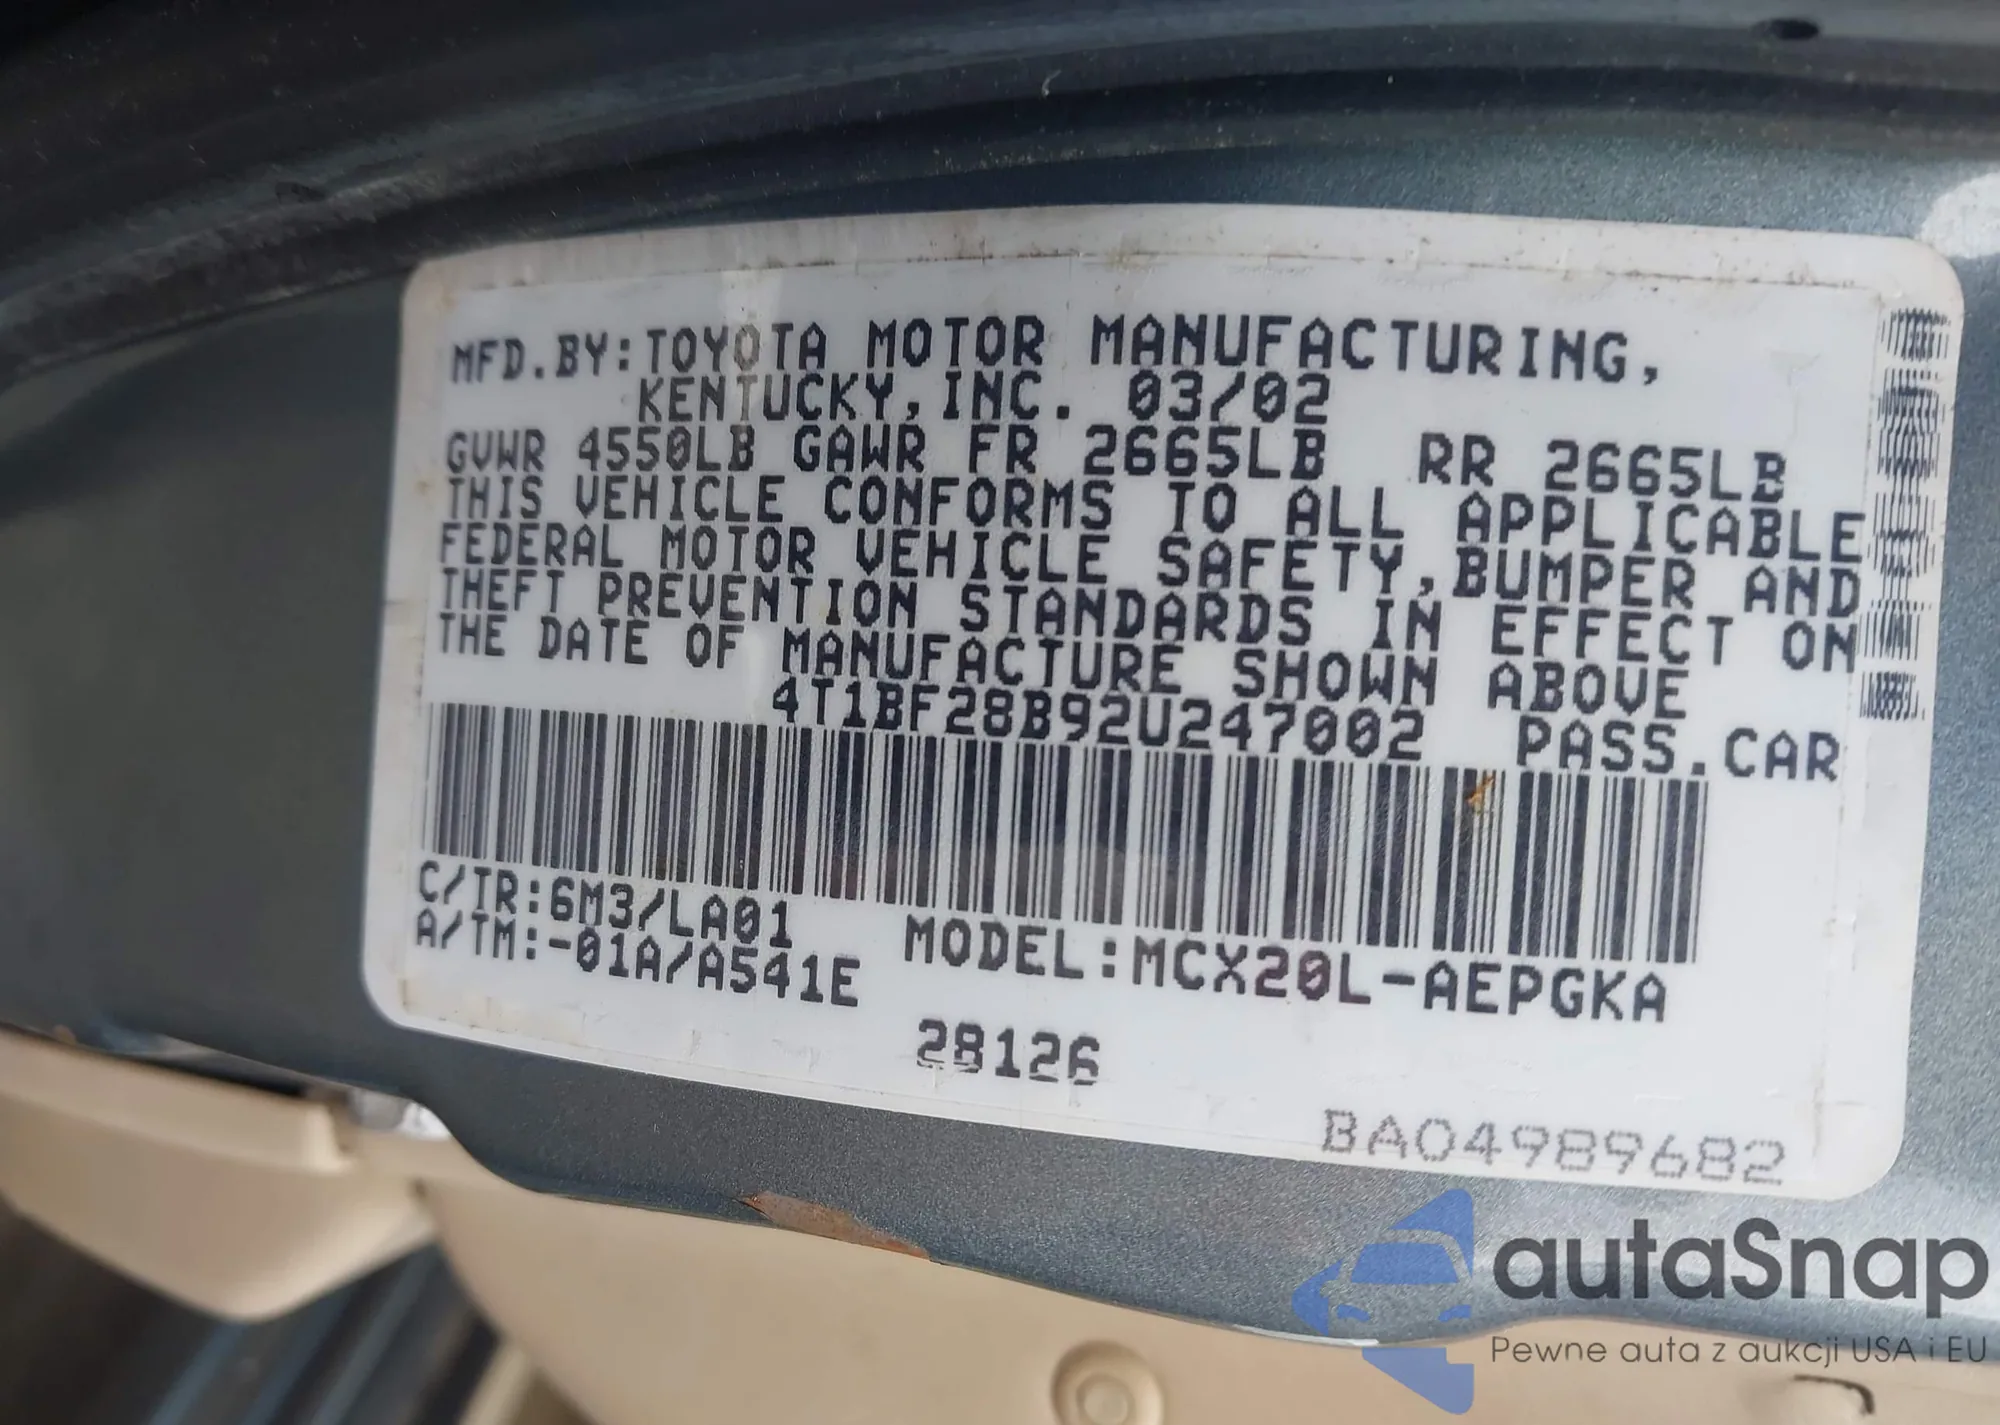 MFD.BY:TOYOTA MOTOR MANUFACTURING,
KENTUCKY,INC. 03/02
GVWR 4550LB GAWR FR 2665LB RR 2665LB
THIS VEHICLE CONFORMS TO ALL APPLICABLE
FEDERAL MOTOR VEHICLE SAFETY,BUMPER AND
THEFT PREVENTION STANDARDS IN EFFECT ON
THE DATE OF MANUFACTURE SHOWN ABOVE
4T1BF28B92U247002 PASS.CAR
C/TR:6M3/LA01
A/TM:-01A/A541E MODEL:MCX20L-AEPGKA
28126
BA04989682
autaSnap
Pewne auta z aukcji USA i EU